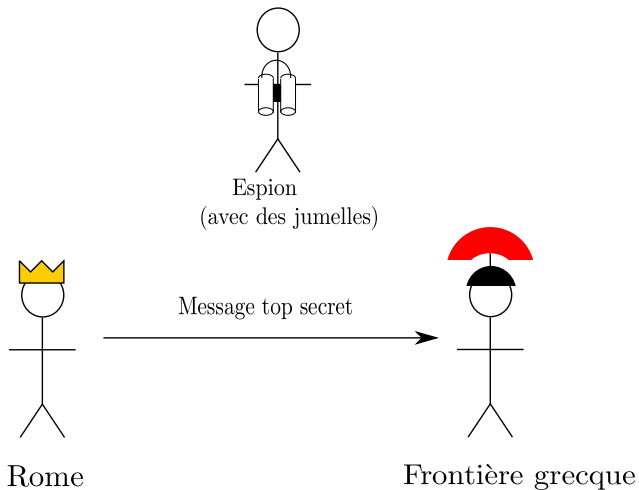 Espion
(avec des jumelles)
Message top secret
Rome
Frontière grecque